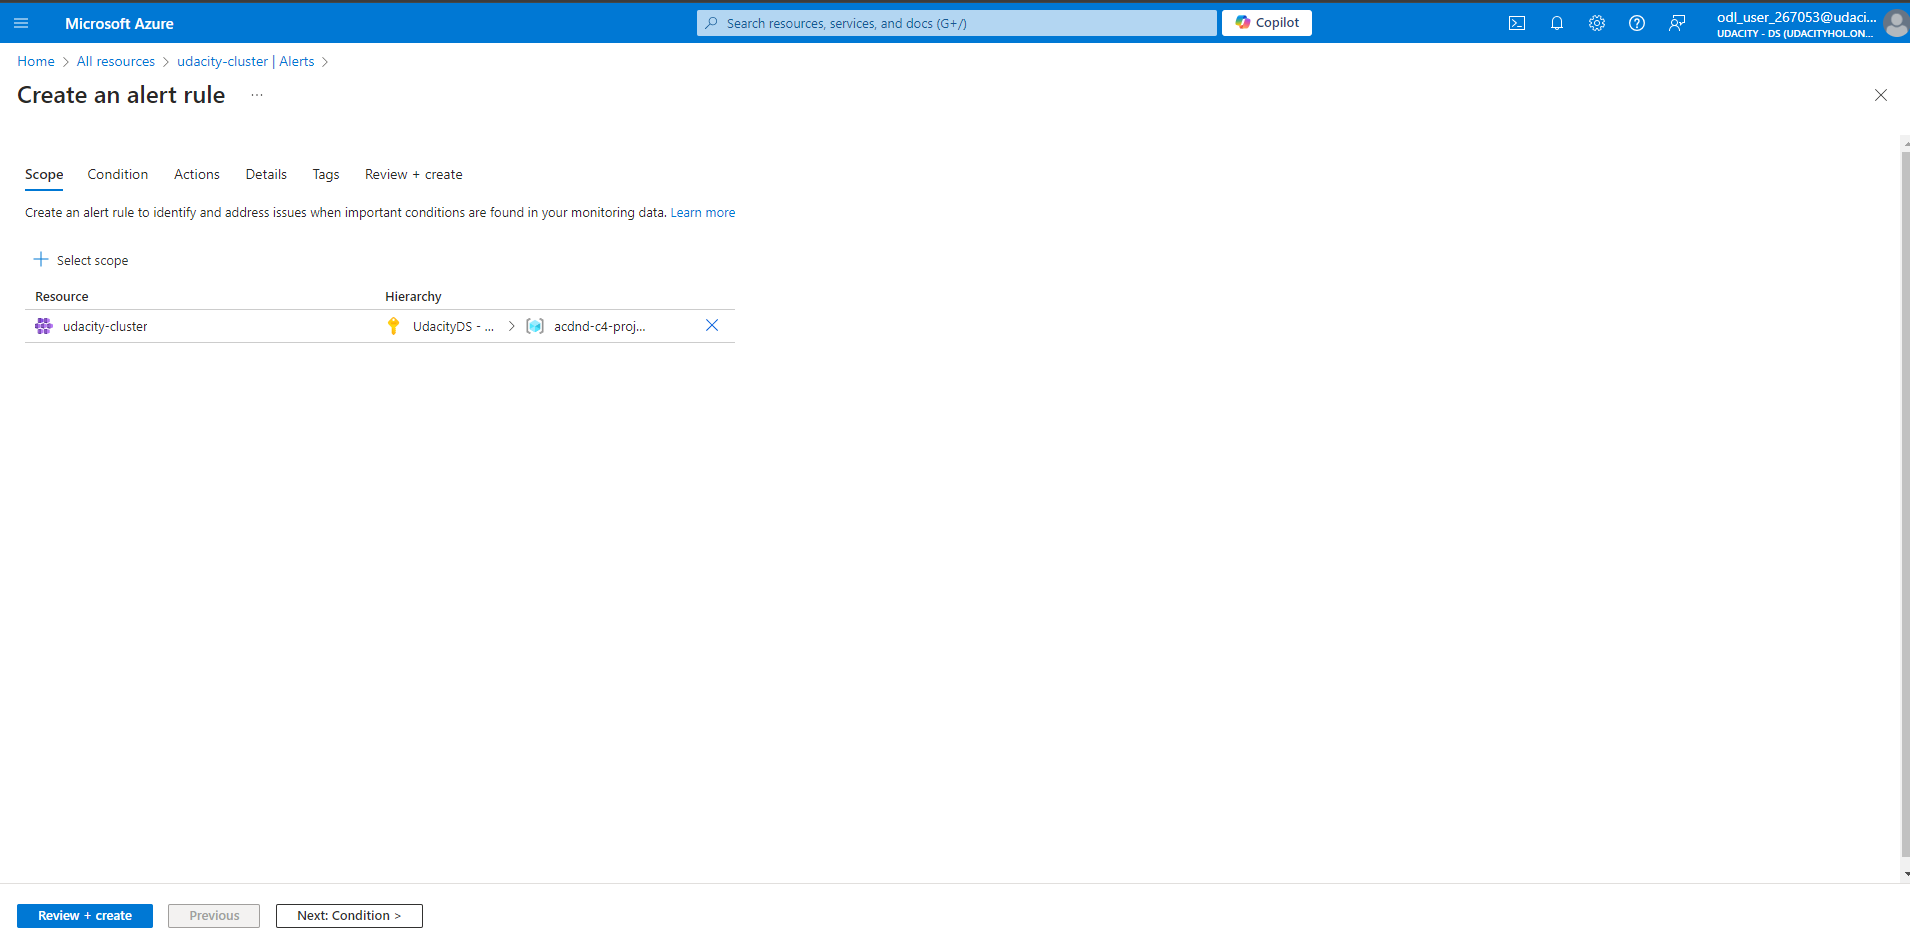 Microsoft Azure
Search resources, services, and docs (G+/)
Copilot
odl_user_267053@udaci...
UDACITY - DS (UDACITYHOL.ON...
Home > All resources > udacity-cluster | Alerts >
Create an alert rule ...
Scope Condition Actions Details Tags Review + create
Create an alert rule to identify and address issues when important conditions are found in your monitoring data. Learn more
+ Select scope
Resource Hierarchy
udacity-cluster UdacityDS - ... > acdnd-c4-proj...
Review + create Previous Next: Condition >